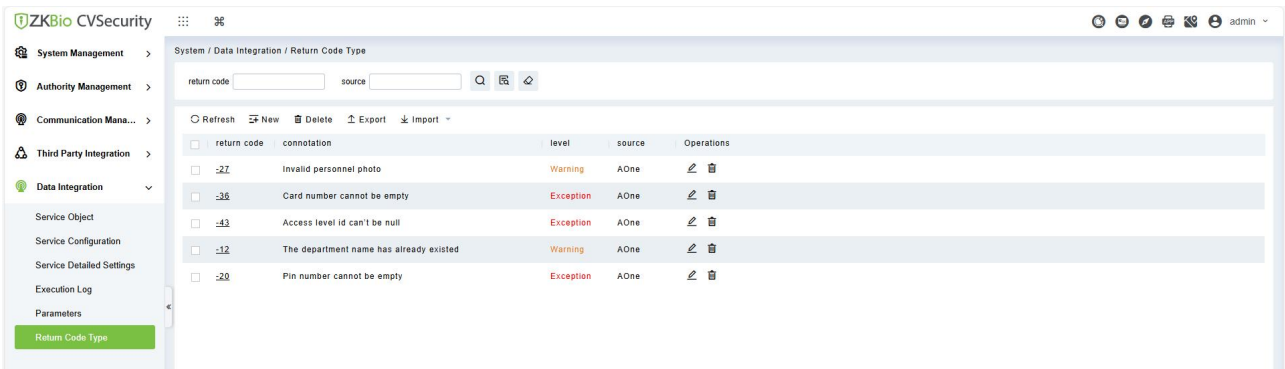 ZKBio CVSecurity
admin
System Management
Authority Management
Communication Mana...
Third Party Integration
Data Integration
Service Object
Service Configuration
Service Detailed Settings
Execution Log
Parameters
Return Code Type
System / Data Integration / Return Code Type
return code source
Refresh New Delete Export Import
return code connotation level source Operations
-27 Invalid personnel photo Warning AOne
-36 Card number cannot be empty Exception AOne
-43 Access level id can't be null Exception AOne
-12 The department name has already existed Warning AOne
-20 Pin number cannot be empty Exception AOne